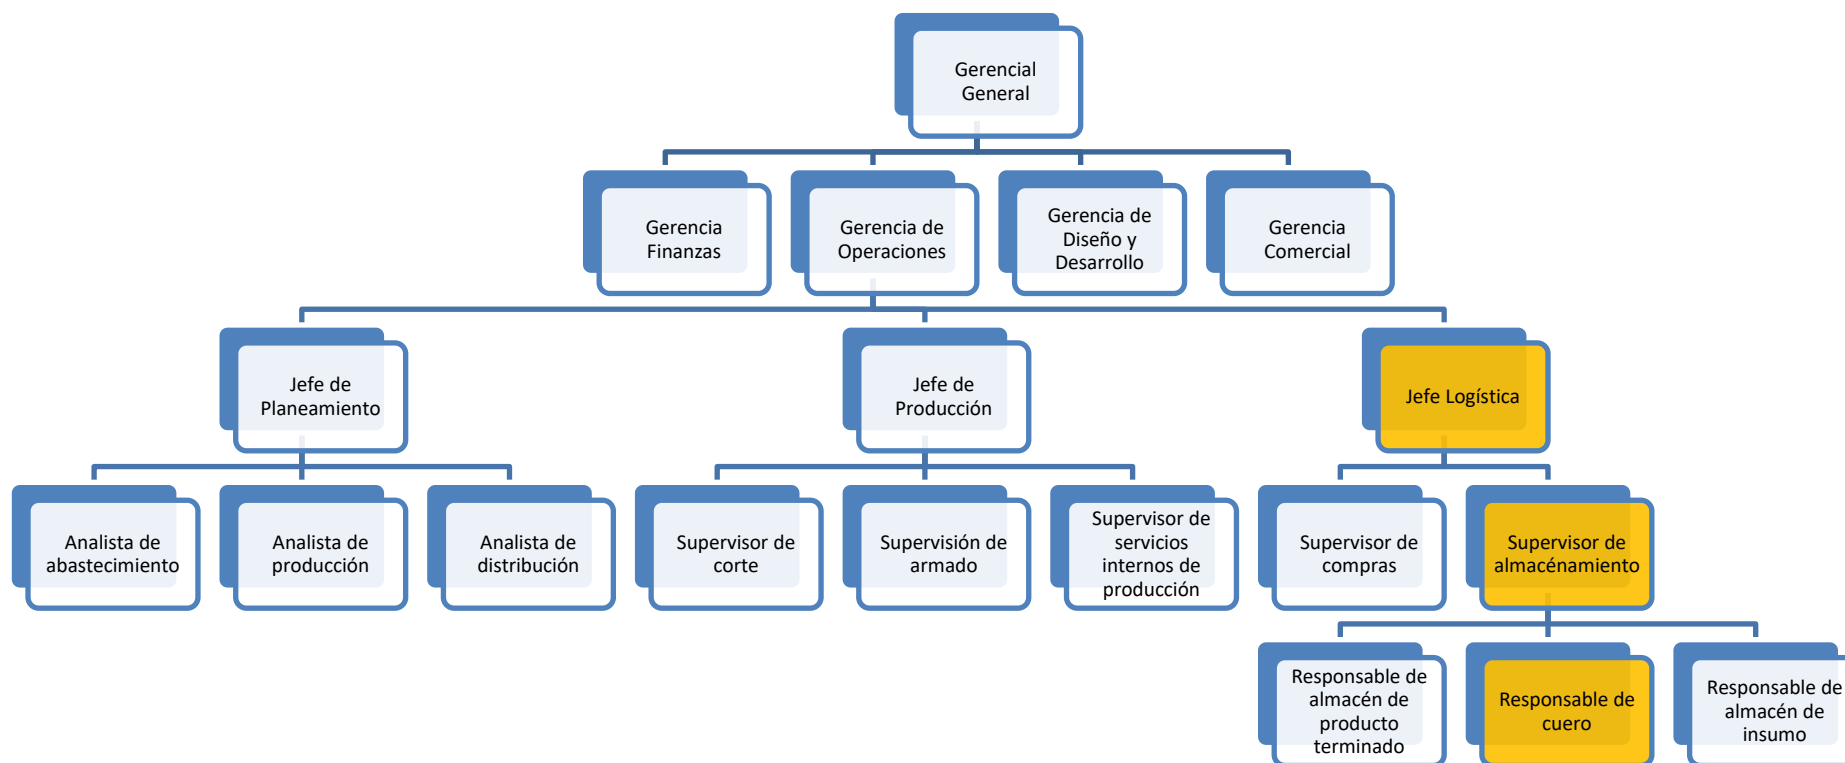 Gerencial
General
Gerencia
Finanzas
Gerencia de
Operaciones
Gerencia de
Diseño y
Desarrollo
Gerencia
Comercial
Jefe de
Planeamiento
Jefe de
Producción
Jefe Logística
Analista de
abastecimiento
Analista de
producción
Analista de
distribución
Supervisor de
corte
Supervisión de
armado
Supervisor de
servicios
internos de
producción
Supervisor de
compras
Supervisor de
almacénamiento
Responsable de
almacén de
producto
terminado
Responsable de
cuero
Responsable de
almacén de
insumo